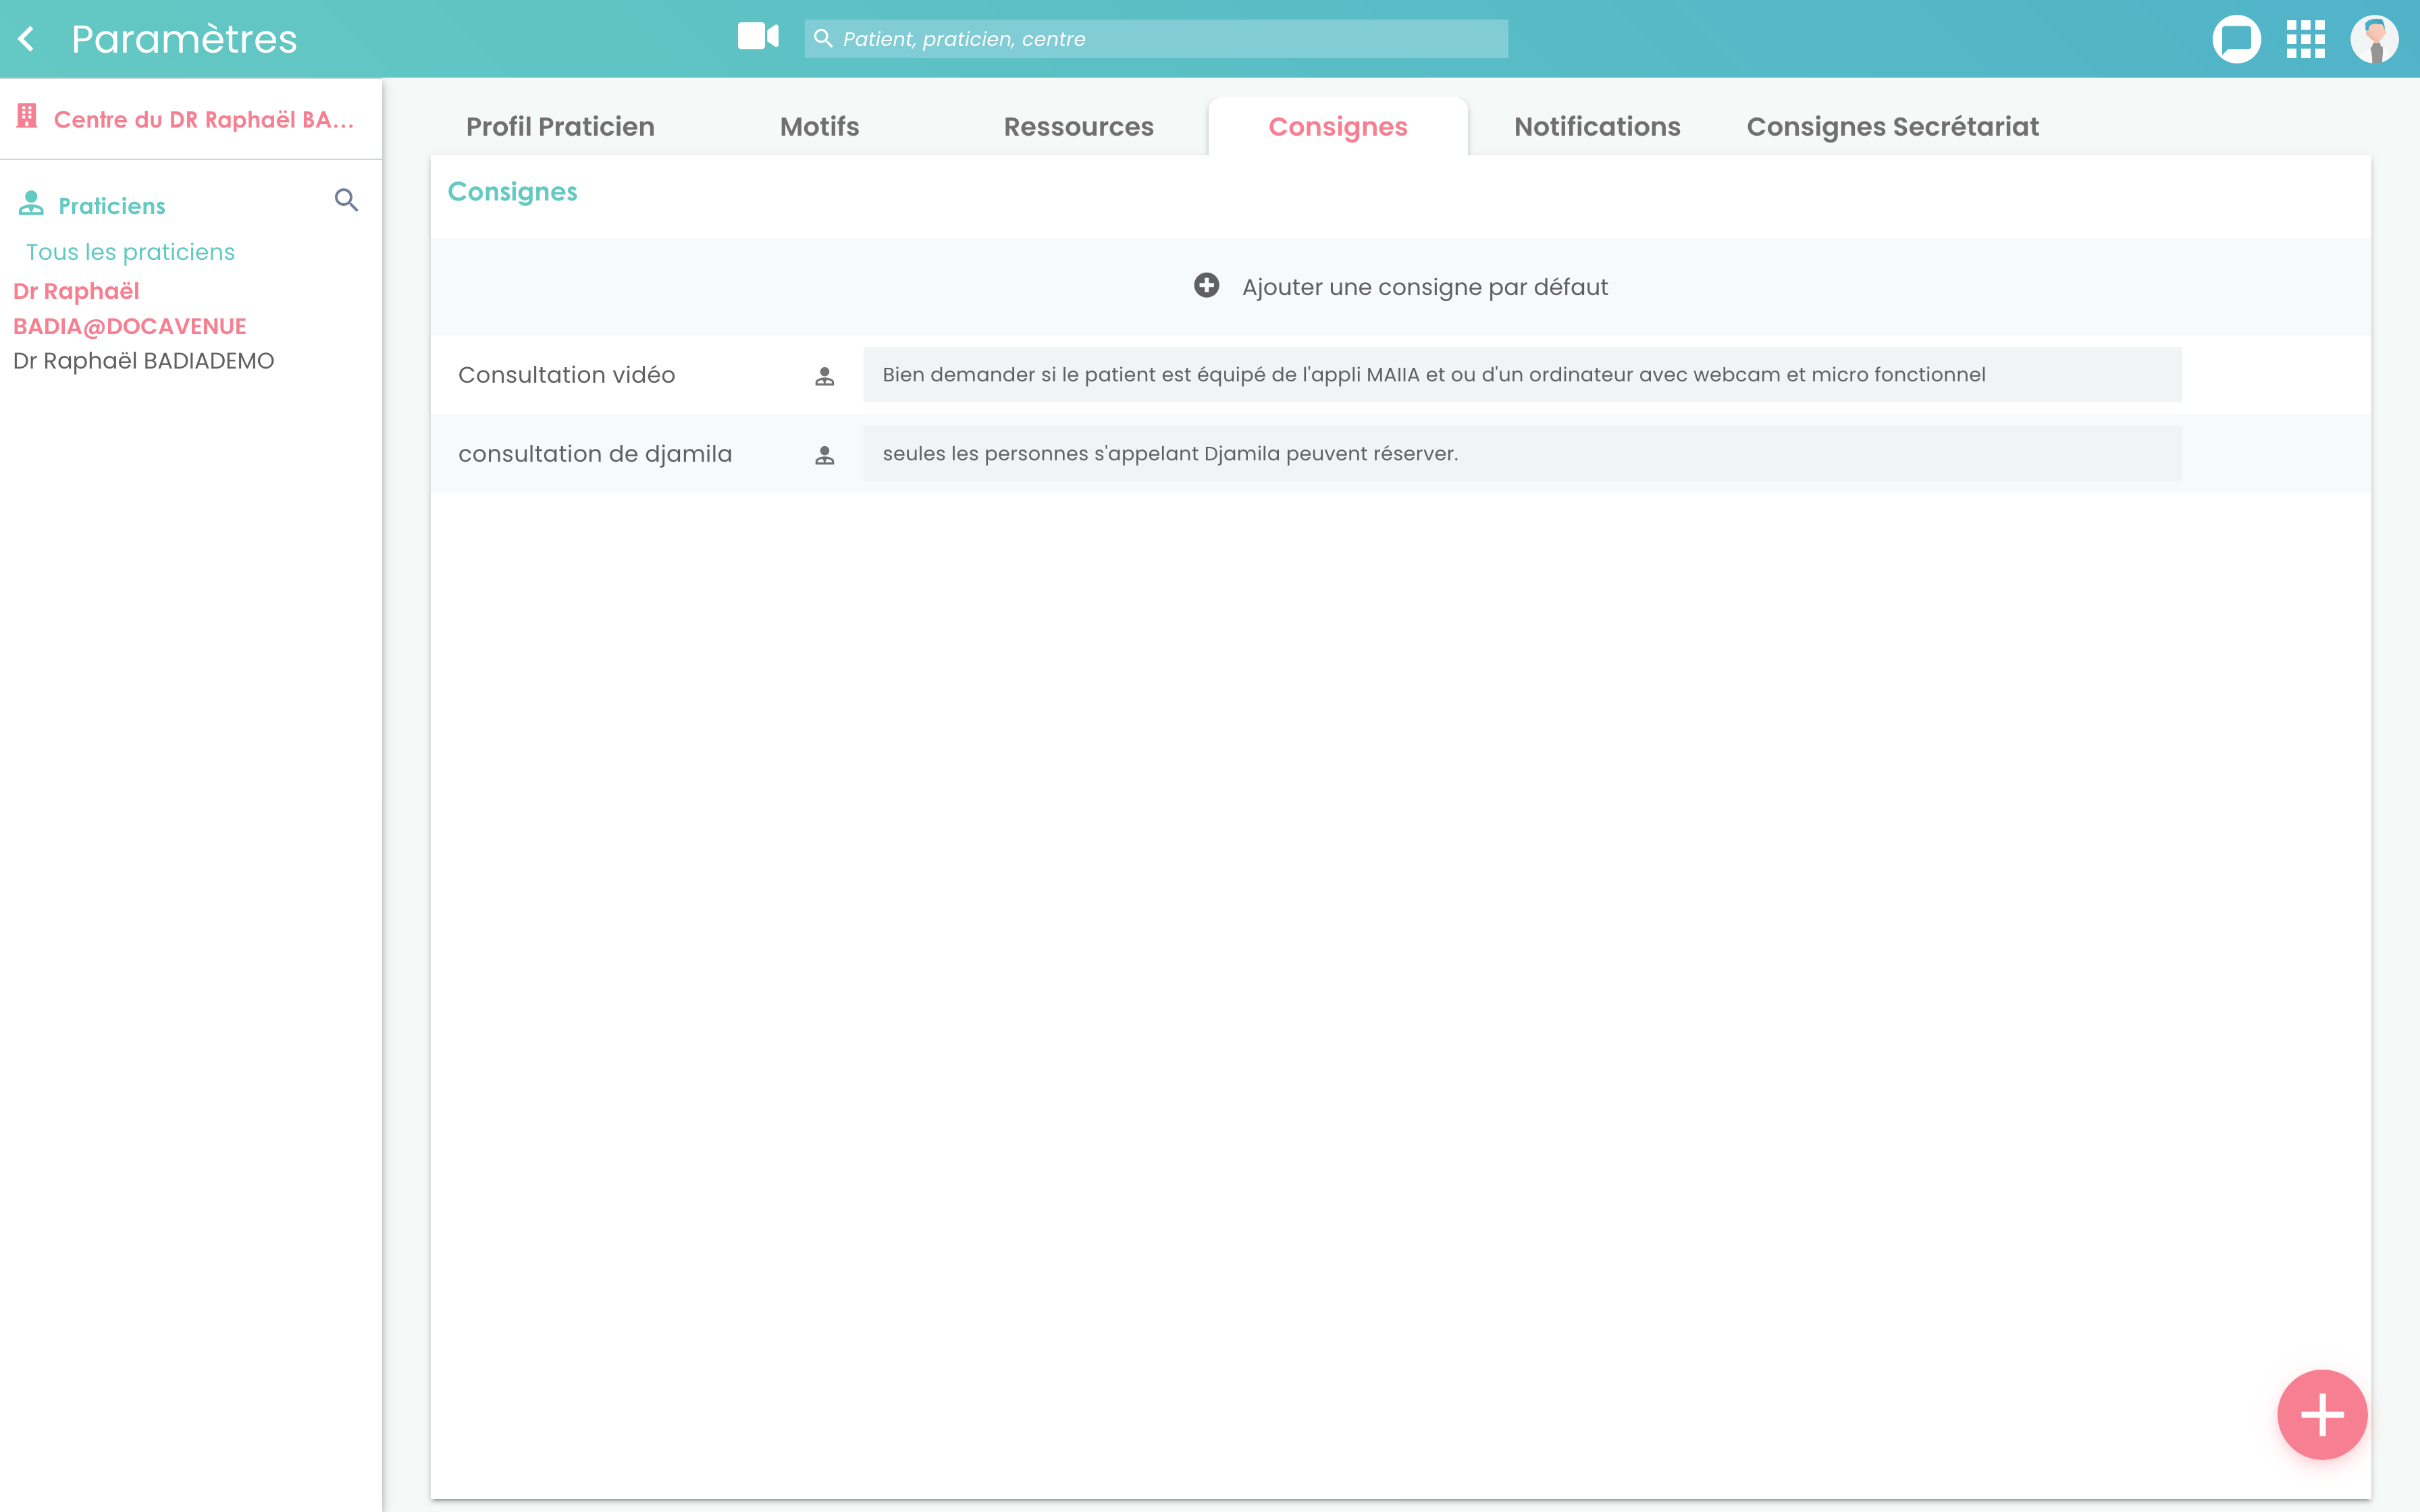 Paramètres
Patient, praticien, centre
Centre du DR Raphaël BA...
Praticiens
Tous les praticiens
Dr Raphaël
BADIA@DOCAVENUE
Dr Raphaël BADIADEMO
Profil Praticien
Motifs
Ressources
Consignes
Notifications
Consignes Secrétariat
Consignes
Ajouter une consigne par défaut
Consultation vidéo
Bien demander si le patient est équipé de l'appli MAIIA et ou d'un ordinateur avec webcam et micro fonctionnel
consultation de djamila
seules les personnes s'appelant Djamila peuvent réserver.